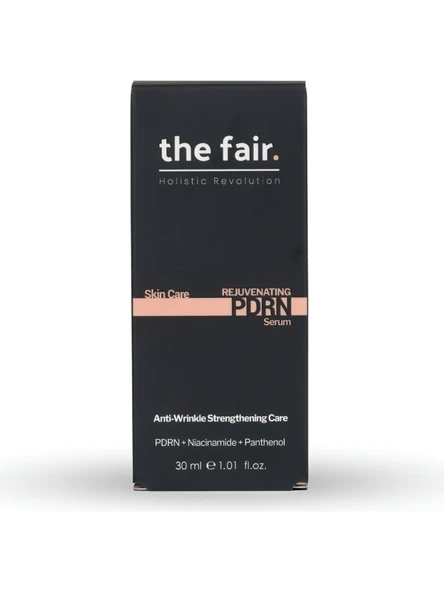 the fair.
Holistic Revolution
Skin Care
REJUVENATING
PDRN
Serum
Anti-Wrinkle Strengthening Care
PDRN + Niacinamide + Panthenol
30 ml ℮ 1.01 fl.oz.